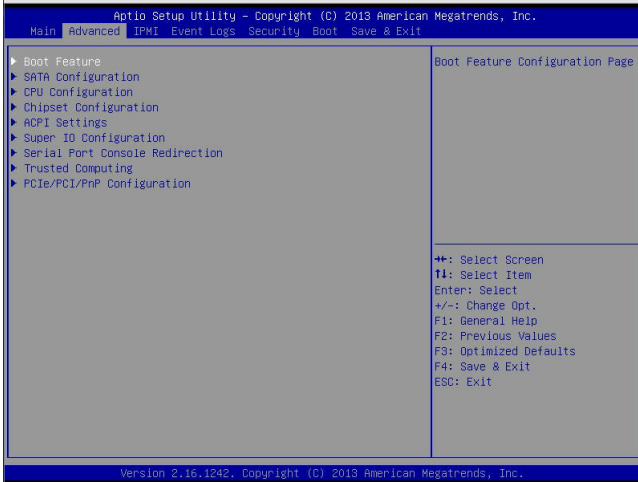 Aptio Setup Utility – Copyright (C) 2013 American Megatrends, Inc.
Main Advanced IPMI Event Logs Security Boot Save & Exit
▶ Boot Feature
▶ SATA Configuration
▶ CPU Configuration
▶ Chipset Configuration
▶ ACPI Settings
▶ Super IO Configuration
▶ Serial Port Console Redirection
▶ Trusted Computing
▶ PCIe/PCI/PnP Configuration
Boot Feature Configuration Page
→←: Select Screen
↑↓: Select Item
Enter: Select
+/-: Change Opt.
F1: General Help
F2: Previous Values
F3: Optimized Defaults
F4: Save & Exit
ESC: Exit
Version 2.16.1242. Copyright (C) 2013 American Megatrends, Inc.